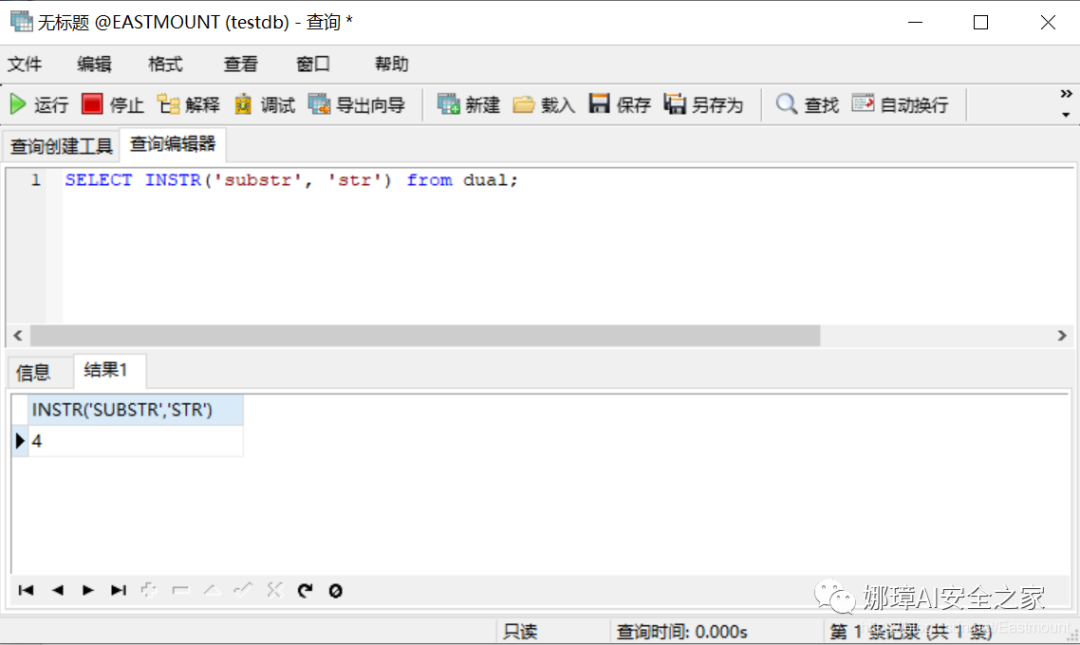 无标题 @EASTMOUNT (testdb) - 查询 *
文件 编辑 格式 查看 窗口 帮助
运行 停止 解释 调试 导出向导 新建 载入 保存 另存为 查找 自动换行 »
查询创建工具 查询编辑器
1 SELECT INSTR('substr', 'str') from dual;
信息 结果1
INSTR('SUBSTR','STR')
4
娜璋AI安全之家
只读 查询时间: 0.000s 第 1 条记录 (共 1 条)